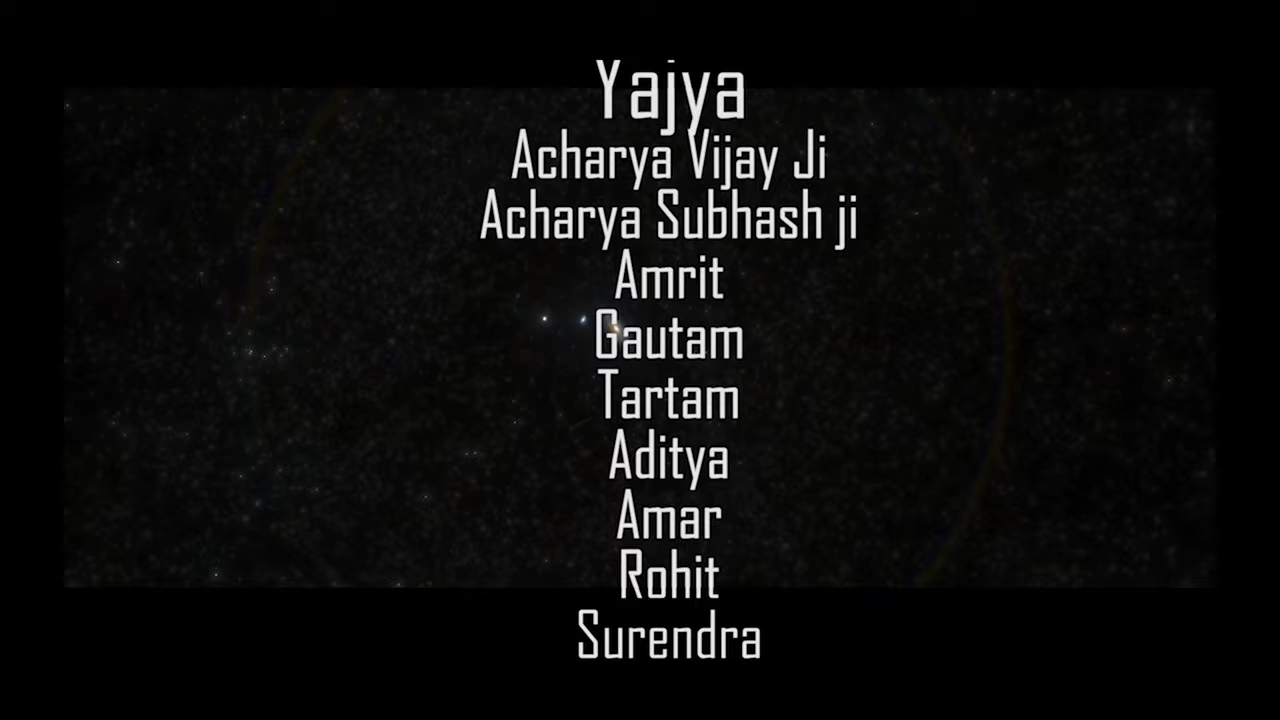 Yajya
Acharya Vijay Ji
Acharya Subhash ji
Amrit
Gautam
Tartam
Aditya
Amar
Rohit
Surendra